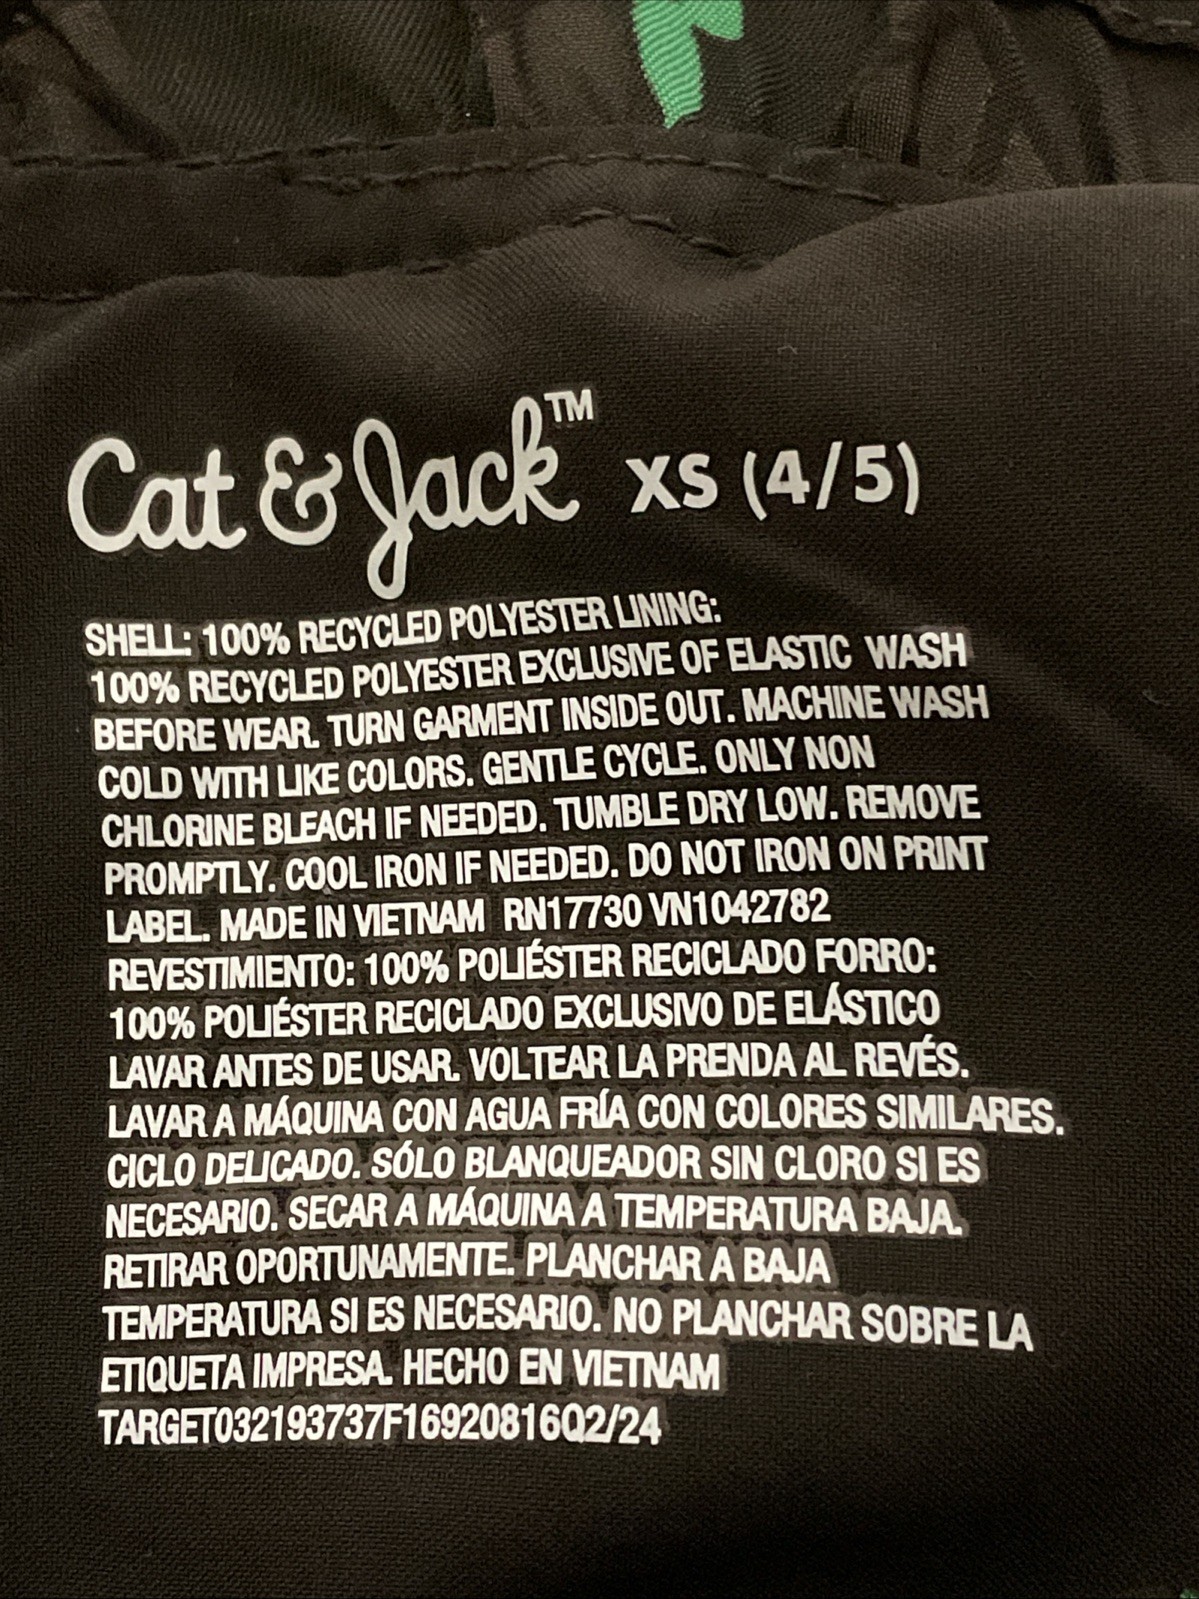 Cat & Jack™ XS (4/5)
SHELL: 100% RECYCLED POLYESTER LINING:
100% RECYCLED POLYESTER EXCLUSIVE OF ELASTIC WASH
BEFORE WEAR. TURN GARMENT INSIDE OUT. MACHINE WASH
COLD WITH LIKE COLORS. GENTLE CYCLE. ONLY NON
CHLORINE BLEACH IF NEEDED. TUMBLE DRY LOW. REMOVE
PROMPTLY. COOL IRON IF NEEDED. DO NOT IRON ON PRINT
LABEL. MADE IN VIETNAM RN17730 VN1042782
REVESTIMIENTO: 100% POLIÉSTER RECICLADO FORRO:
100% POLIÉSTER RECICLADO EXCLUSIVO DE ELÁSTICO
LAVAR ANTES DE USAR. VOLTEAR LA PRENDA AL REVÉS.
LAVAR A MÁQUINA CON AGUA FRÍA CON COLORES SIMILARES.
CICLO DELICADO. SÓLO BLANQUEADOR SIN CLORO SI ES
NECESARIO. SECAR A MÁQUINA A TEMPERATURA BAJA.
RETIRAR OPORTUNAMENTE. PLANCHAR A BAJA
TEMPERATURA SI ES NECESARIO. NO PLANCHAR SOBRE LA
ETIQUETA IMPRESA. HECHO EN VIETNAM
TARGET032193737F16920816Q2/24